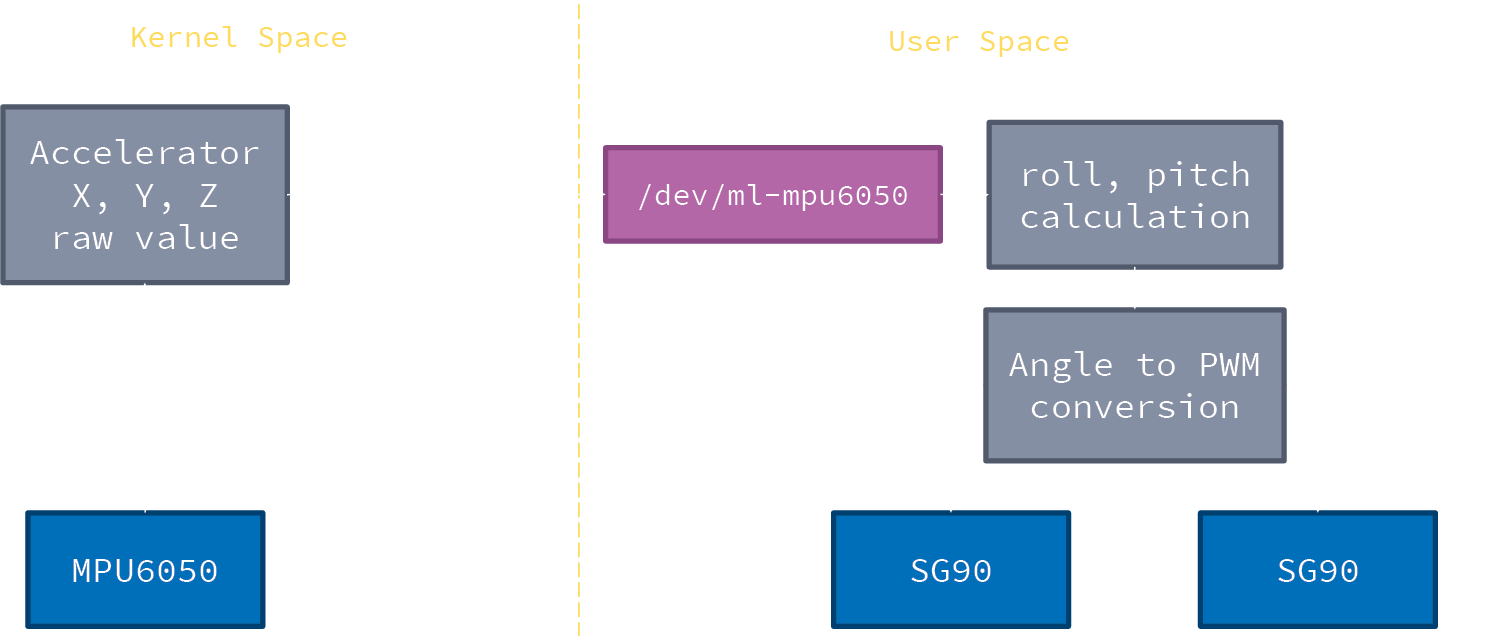 Kernel Space
User Space
Accelerator
X, Y, Z
raw value
/dev/ml-mpu6050
roll, pitch
calculation
Angle to PWM
conversion
MPU6050
SG90
SG90